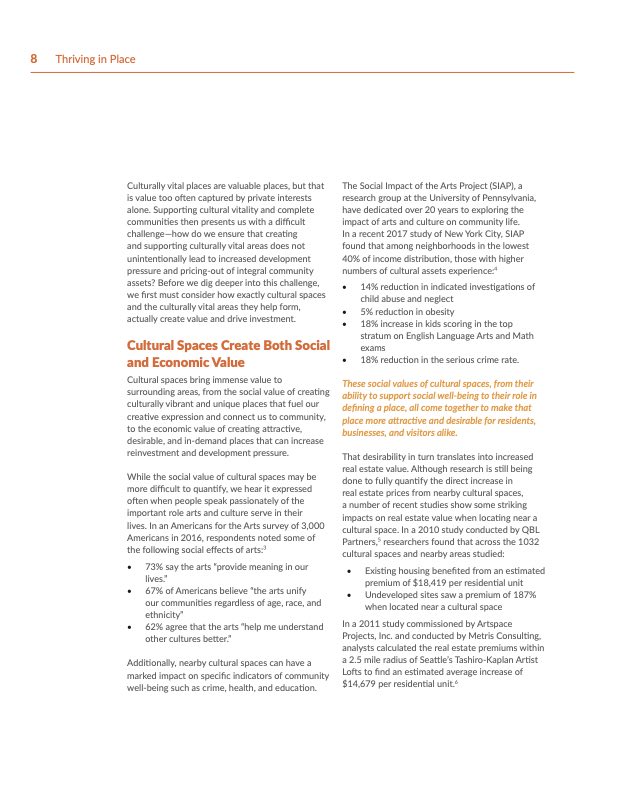 8 Thriving in Place
Culturally vital places are valuable places, but that
is value too often captured by private interests
alone. Supporting cultural vitality and complete
communities then presents us with a difficult
challenge—how do we ensure that creating
and supporting culturally vital areas does not
unintentionally lead to increased development
pressure and pricing-out of integral community
assets? Before we dig deeper into this challenge,
we first must consider how exactly cultural spaces
and the culturally vital areas they help form,
actually create value and drive investment.
Cultural Spaces Create Both Social
and Economic Value
Cultural spaces bring immense value to
surrounding areas, from the social value of creating
culturally vibrant and unique places that fuel our
creative expression and connect us to community,
to the economic value of creating attractive,
desirable, and in-demand places that can increase
reinvestment and development pressure.
While the social value of cultural spaces may be
more difficult to quantify, we hear it expressed
often when people speak passionately of the
important role arts and culture serve in their
lives. In an Americans for the Arts survey of 3,000
Americans in 2016, respondents noted some of
the following social effects of arts:³
• 73% say the arts “provide meaning in our
lives.”
• 67% of Americans believe “the arts unify
our communities regardless of age, race, and
ethnicity”
• 62% agree that the arts “help me understand
other cultures better.”
Additionally, nearby cultural spaces can have a
marked impact on specific indicators of community
well-being such as crime, health, and education.
The Social Impact of the Arts Project (SIAP), a
research group at the University of Pennsylvania,
have dedicated over 20 years to exploring the
impact of arts and culture on community life.
In a recent 2017 study of New York City, SIAP
found that among neighborhoods in the lowest
40% of income distribution, those with higher
numbers of cultural assets experience:⁴
• 14% reduction in indicated investigations of
child abuse and neglect
• 5% reduction in obesity
• 18% increase in kids scoring in the top
stratum on English Language Arts and Math
exams
• 18% reduction in the serious crime rate.
These social values of cultural spaces, from their
ability to support social well-being to their role in
defining a place, all come together to make that
place more attractive and desirable for residents,
businesses, and visitors alike.
That desirability in turn translates into increased
real estate value. Although research is still being
done to fully quantify the direct increase in
real estate prices from nearby cultural spaces,
a number of recent studies show some striking
impacts on real estate value when locating near a
cultural space. In a 2010 study conducted by QBL
Partners,⁵ researchers found that across the 1032
cultural spaces and nearby areas studied:
• Existing housing benefited from an estimated
premium of $18,419 per residential unit
• Undeveloped sites saw a premium of 187%
when located near a cultural space
In a 2011 study commissioned by Artspace
Projects, Inc. and conducted by Metris Consulting,
analysts calculated the real estate premiums within
a 2.5 mile radius of Seattle’s Tashiro-Kaplan Artist
Lofts to find an estimated average increase of
$14,679 per residential unit.⁶